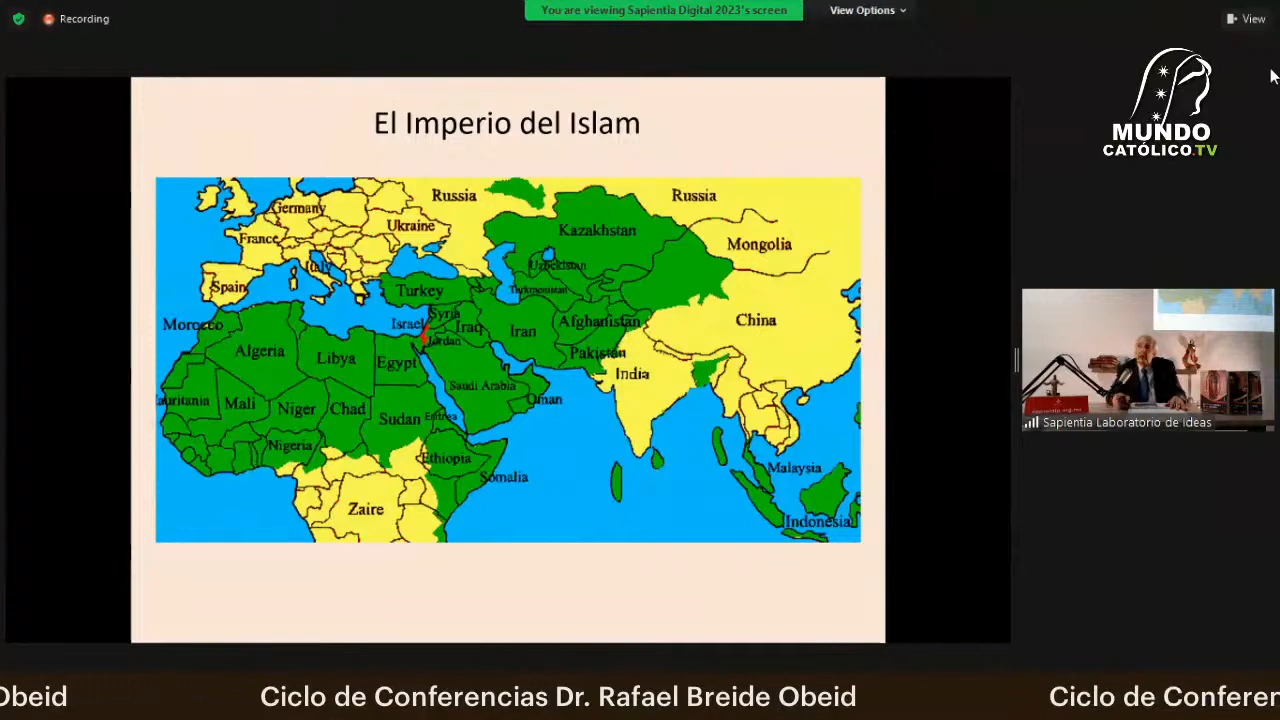 Recording
You are viewing Sapientia Digital 2023's screen
View Options
View
MUNDO
CATÓLICO.TV
El Imperio del Islam
Russia
Russia
Germany
Ukraine
Kazakhstan
France
Mongolia
Italy
Uzbekistan
Spain
Turkey
Turkmenistan
Syria
Morocco
Israel
Iraq
Iran
Afghanistan
China
Jordan
Algeria
Libya
Egypt
Pakistan
India
Saudi Arabia
Oman
auritania
Mali
Niger
Chad
Sudan
Eritrea
Nigeria
Ethiopia
Somalia
Malaysia
Zaire
Indonesia
Sapientia Laboratorio de ideas
Obeid
Ciclo de Conferencias Dr. Rafael Breide Obeid
Ciclo de Conferen